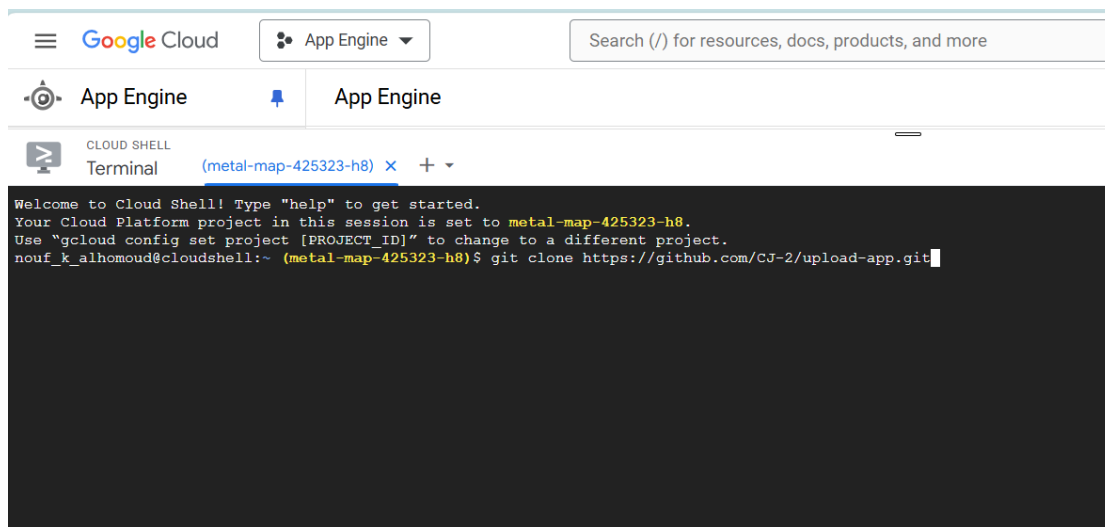 Google Cloud
App Engine
Search (/) for resources, docs, products, and more
App Engine
App Engine
CLOUD SHELL
Terminal
(metal-map-425323-h8)
Welcome to Cloud Shell! Type "help" to get started.
Your Cloud Platform project in this session is set to metal-map-425323-h8.
Use “gcloud config set project [PROJECT_ID]” to change to a different project.
nouf_k_alhomoud@cloudshell:~ (metal-map-425323-h8)$ git clone https://github.com/CJ-2/upload-app.git